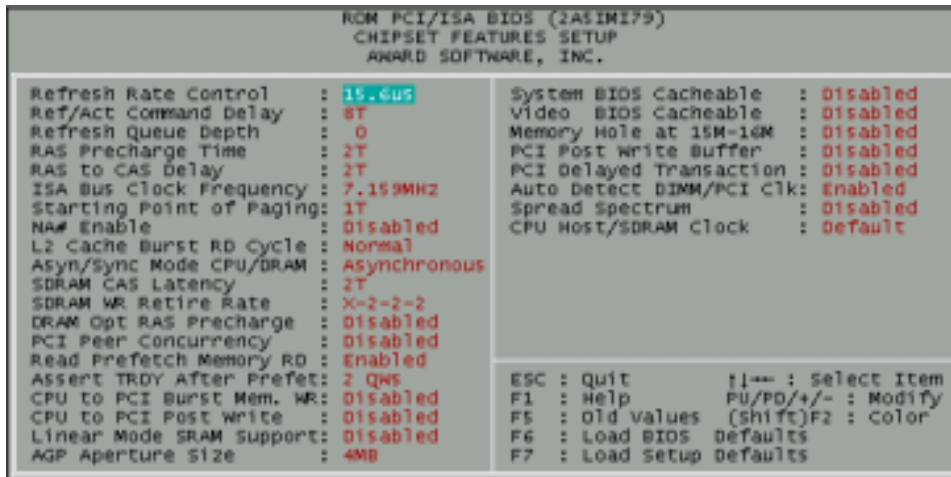 ROM PCI/ISA BIOS (2A5IMI79)
CHIPSET FEATURES SETUP
AWARD SOFTWARE, INC.
Refresh Rate Control : 15.6us
Ref/Act Command Delay : 8T
Refresh Queue Depth : 0
RAS Precharge Time : 2T
RAS to CAS Delay : 2T
ISA Bus Clock Frequency : 7.159MHz
Starting Point of Paging: 1T
NA# Enable : Disabled
L2 Cache Burst RD Cycle : Normal
Asyn/Sync Mode CPU/DRAM : Asynchronous
SDRAM CAS Latency : 2T
SDRAM WR Retire Rate : X-2-2-2
DRAM Opt RAS Precharge : Disabled
PCI Peer Concurrency : Disabled
Read Prefetch Memory RD : Enabled
Assert TRDY After Prefet: 2 QWs
CPU to PCI Burst Mem. WR: Disabled
CPU to PCI Post Write : Disabled
Linear Mode SRAM Support: Disabled
AGP Aperture Size : 4MB
System BIOS Cacheable : Disabled
Video BIOS Cacheable : Disabled
Memory Hole at 15M-16M : Disabled
PCI Post Write Buffer : Disabled
PCI Delayed Transaction : Disabled
Auto Detect DIMM/PCI Clk: Enabled
Spread Spectrum : Disabled
CPU Host/SDRAM Clock : Default
ESC : Quit ↑↓→← : Select Item
F1 : Help PU/PD/+/- : Modify
F5 : Old Values (Shift)F2 : Color
F6 : Load BIOS Defaults
F7 : Load Setup Defaults